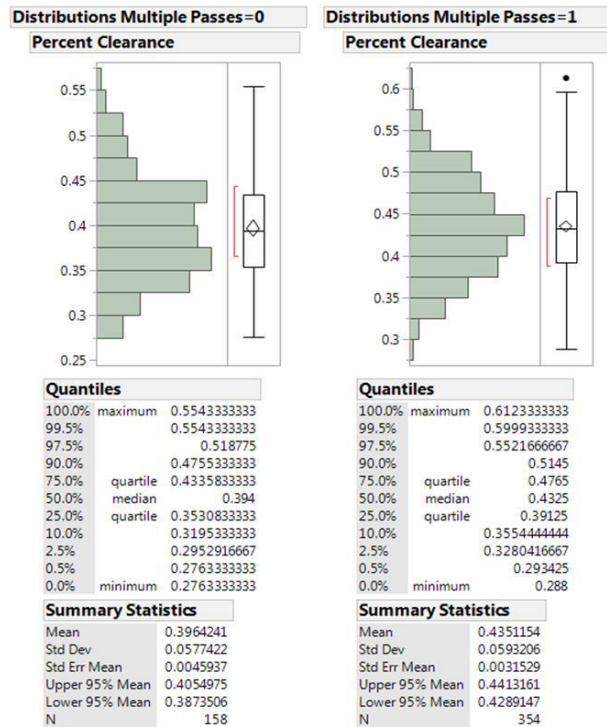 Distributions Multiple Passes=0
Percent Clearance
0.55
0.5
0.45
0.4
0.35
0.3
0.25
Quantiles
100.0% maximum 0.5543333333
99.5% 0.5543333333
97.5% 0.518775
90.0% 0.4755333333
75.0% quartile 0.4335833333
50.0% median 0.394
25.0% quartile 0.3530833333
10.0% 0.3195333333
2.5% 0.2952916667
0.5% 0.2763333333
0.0% minimum 0.2763333333
Summary Statistics
Mean 0.3964241
Std Dev 0.0577422
Std Err Mean 0.0045937
Upper 95% Mean 0.4054975
Lower 95% Mean 0.3873506
N 158
Distributions Multiple Passes=1
Percent Clearance
0.6
0.55
0.5
0.45
0.4
0.35
0.3
Quantiles
100.0% maximum 0.6123333333
99.5% 0.5999333333
97.5% 0.5521666667
90.0% 0.5145
75.0% quartile 0.4765
50.0% median 0.4325
25.0% quartile 0.39125
10.0% 0.3554444444
2.5% 0.3280416667
0.5% 0.293425
0.0% minimum 0.288
Summary Statistics
Mean 0.4351154
Std Dev 0.0593206
Std Err Mean 0.0031529
Upper 95% Mean 0.4413161
Lower 95% Mean 0.4289147
N 354